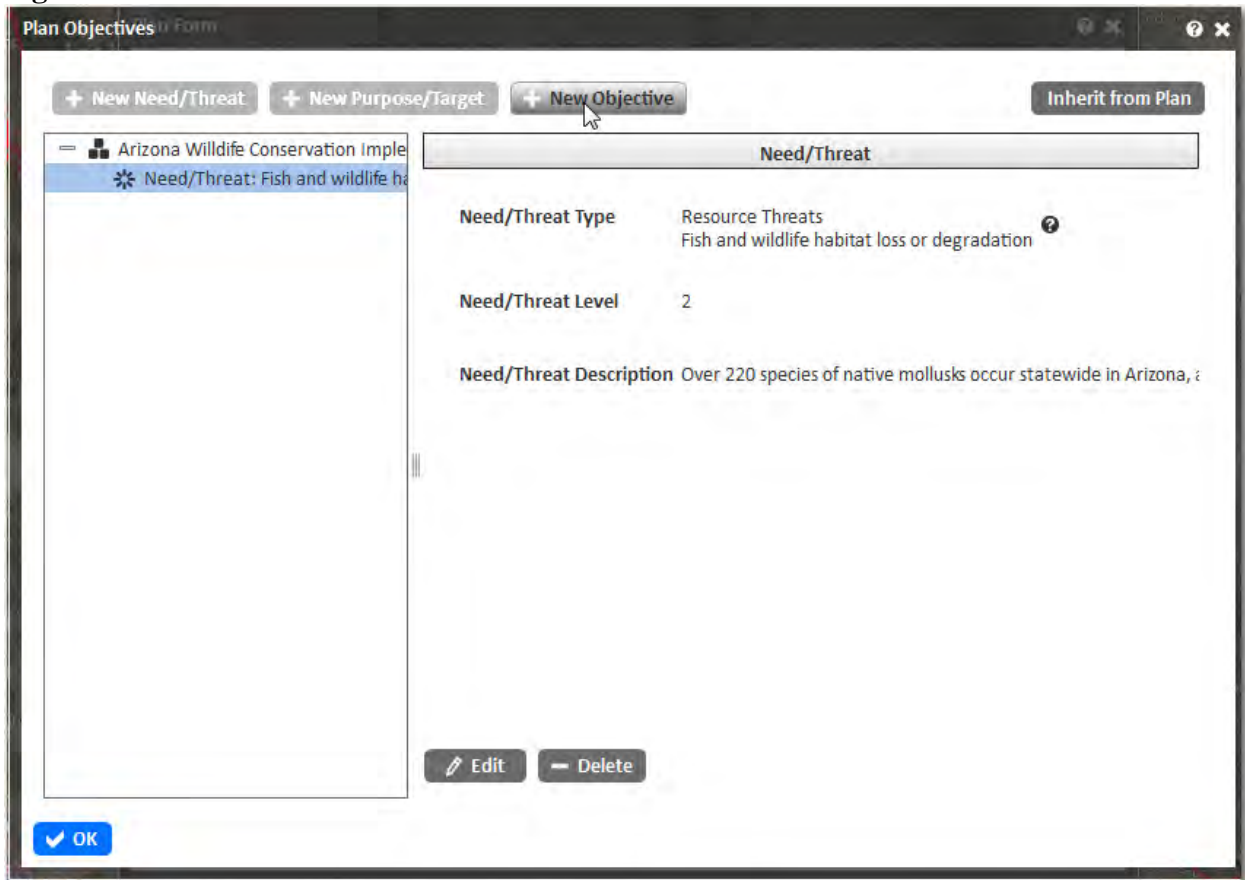 Plan Objectives
+ New Need/Threat + New Purpose/Target + New Objective Inherit from Plan
Arizona Willdife Conservation Imple
Need/Threat
Need/Threat: Fish and wildlife ha
Need/Threat Type Resource Threats
Fish and wildlife habitat loss or degradation
Need/Threat Level 2
Need/Threat Description Over 220 species of native mollusks occur statewide in Arizona,
Edit Delete
OK